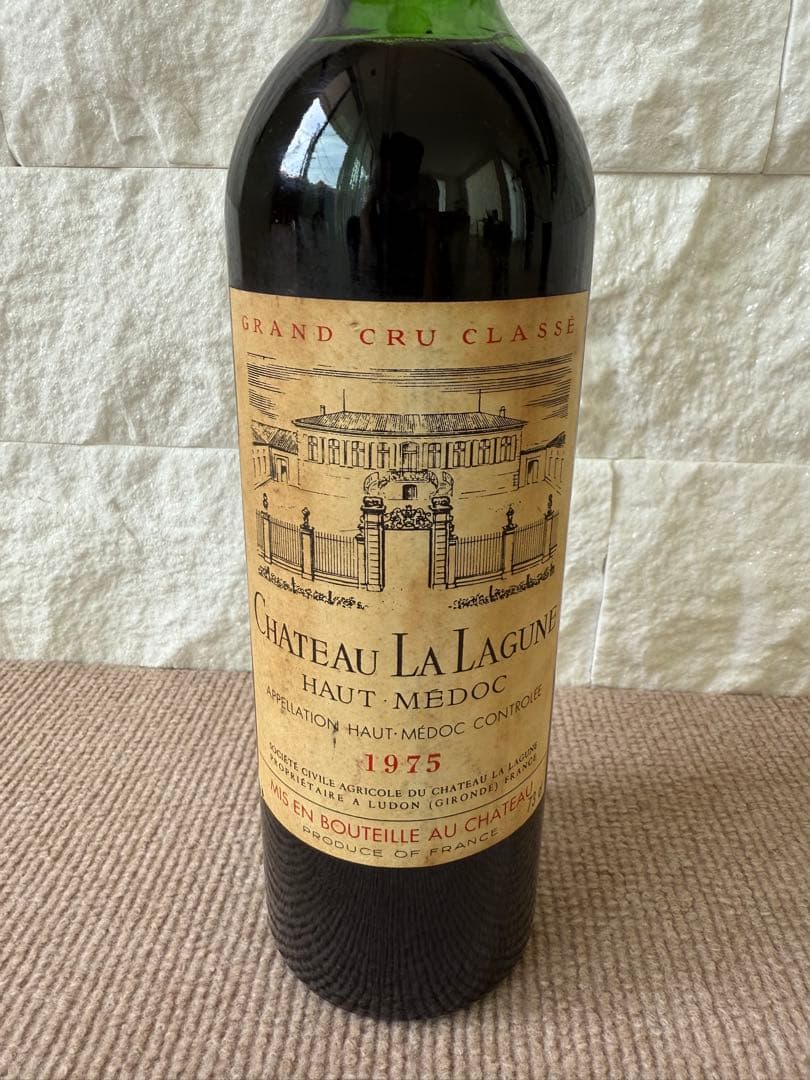 GRAND CRU CLASSÉ
CHATEAU LA LAGUNE
HAUT-MÉDOC
APPELLATION HAUT-MÉDOC CONTROLÉE
1975
SOCIÉTÉ CIVILE AGRICOLE DU CHATEAU LA LAGUNE
PROPRIÉTAIRE A LUDON (GIRONDE) FRANCE
MIS EN BOUTEILLE AU CHATEAU
73
PRODUCE OF FRANCE